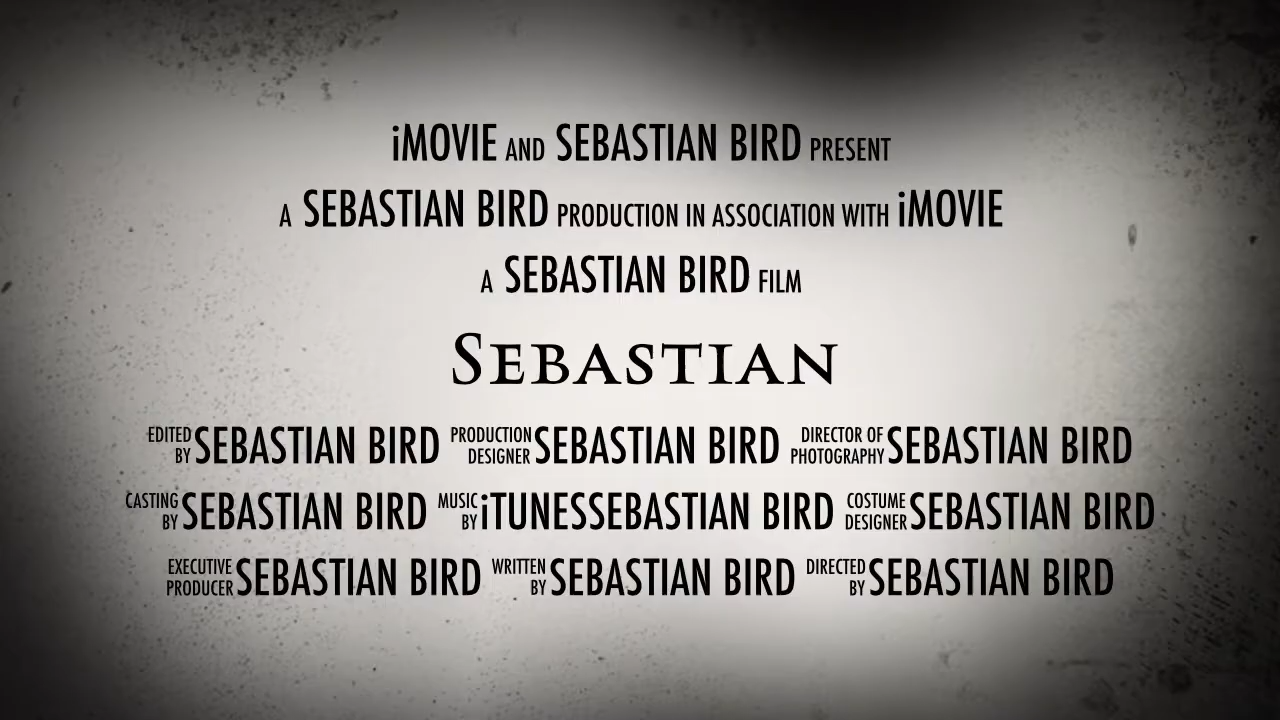 iMOVIE AND SEBASTIAN BIRD PRESENT
A SEBASTIAN BIRD PRODUCTION IN ASSOCIATION WITH iMOVIE
A SEBASTIAN BIRD FILM
SEBASTIAN
EDITED BY SEBASTIAN BIRD PRODUCTION DESIGNER SEBASTIAN BIRD DIRECTOR OF PHOTOGRAPHY SEBASTIAN BIRD
CASTING BY SEBASTIAN BIRD MUSIC BY iTUNESSEBASTIAN BIRD COSTUME DESIGNER SEBASTIAN BIRD
EXECUTIVE PRODUCER SEBASTIAN BIRD WRITTEN BY SEBASTIAN BIRD DIRECTED BY SEBASTIAN BIRD